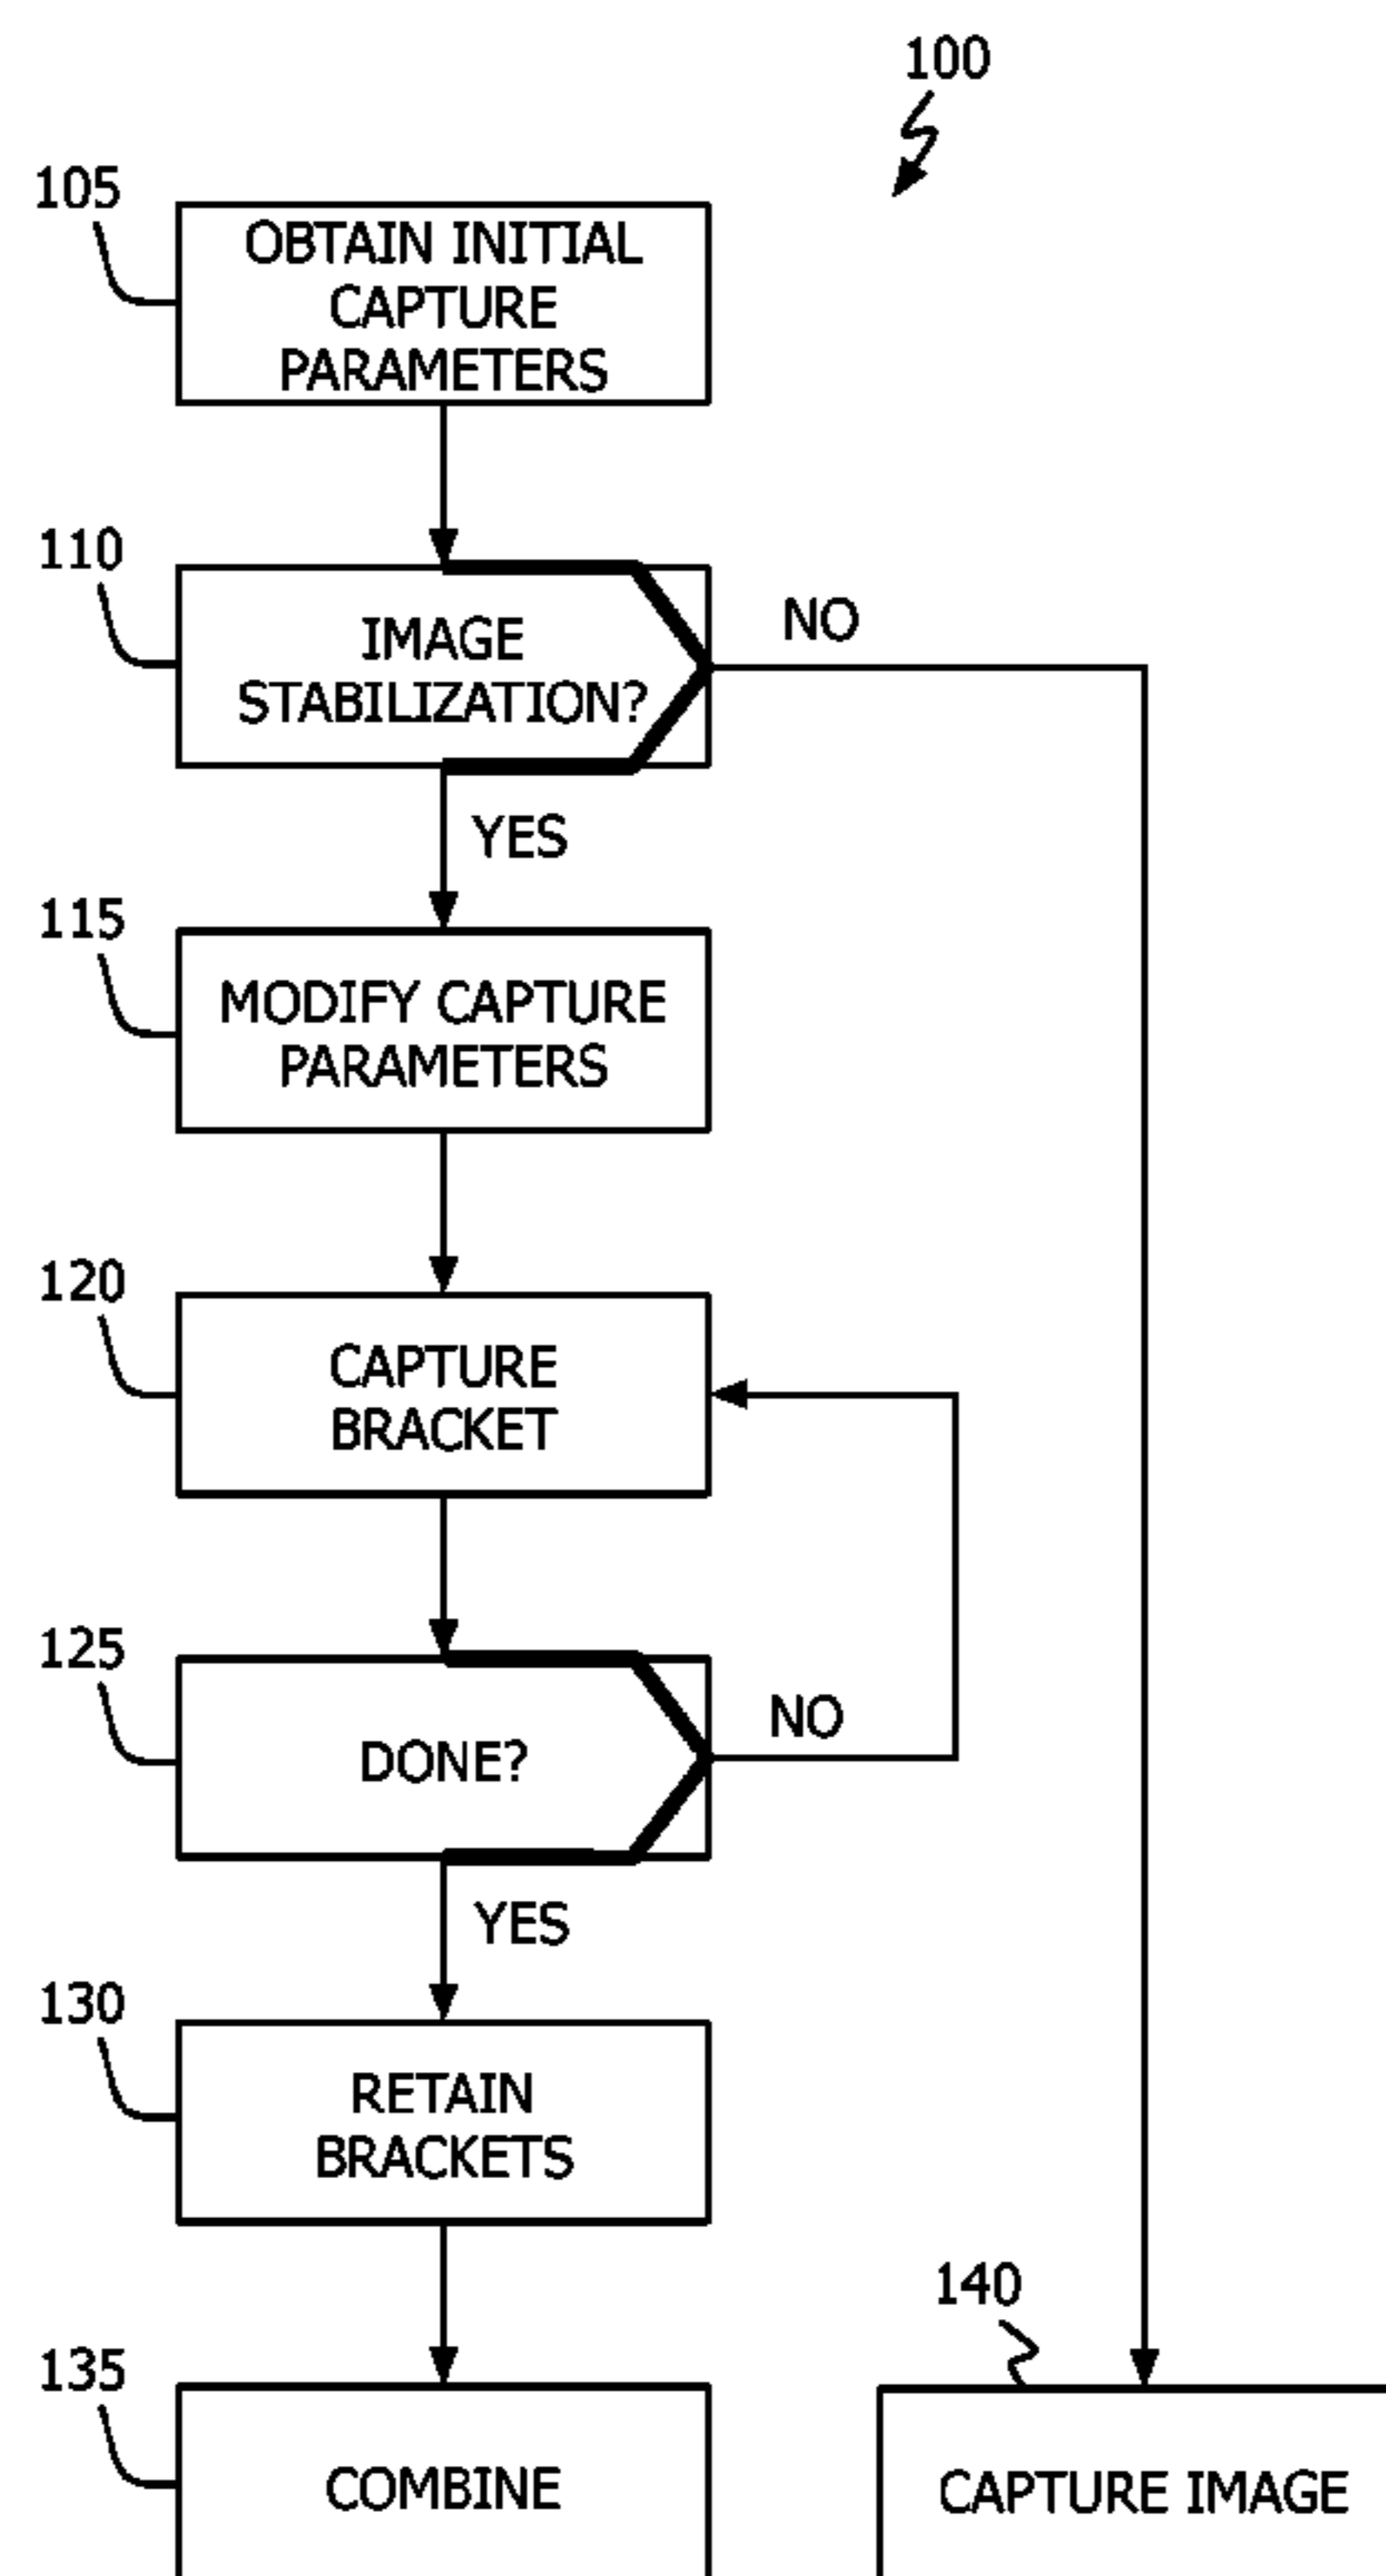 100
105
OBTAIN INITIAL
CAPTURE
PARAMETERS
110
IMAGE
STABILIZATION?
NO
YES
115
MODIFY CAPTURE
PARAMETERS
120
CAPTURE
BRACKET
125
DONE?
NO
YES
130
RETAIN
BRACKETS
140
135
COMBINE
CAPTURE IMAGE